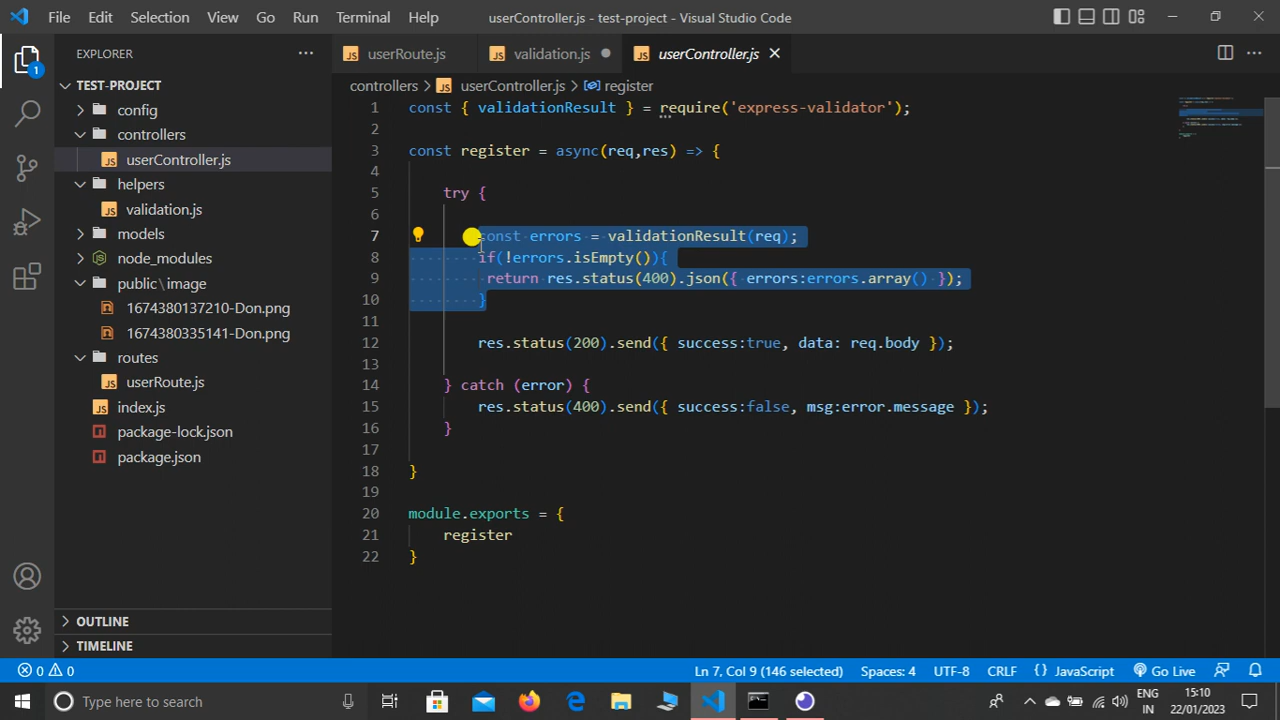 File Edit Selection View Go Run Terminal Help userController.js - test-project - Visual Studio Code
EXPLORER
userRoute.js validation.js userController.js
TEST-PROJECT
controllers > userController.js > register
config
controllers
userController.js
helpers
validation.js
models
node_modules
public\image
1674380137210-Don.png
1674380335141-Don.png
routes
userRoute.js
index.js
package-lock.json
package.json
OUTLINE
TIMELINE
1 const { validationResult } = require('express-validator');
2
3 const register = async(req,res) => {
4
5 try {
6
7 const errors = validationResult(req);
8 if(!errors.isEmpty()){
9 return res.status(400).json({ errors:errors.array() });
10 }
11
12 res.status(200).send({ success:true, data: req.body });
13
14 } catch (error) {
15 res.status(400).send({ success:false, msg:error.message });
16 }
17
18 }
19
20 module.exports = {
21 register
22 }
1
0 0 Ln 7, Col 9 (146 selected) Spaces: 4 UTF-8 CRLF {} JavaScript Go Live
Type here to search
ENG
IN
15:10
22/01/2023